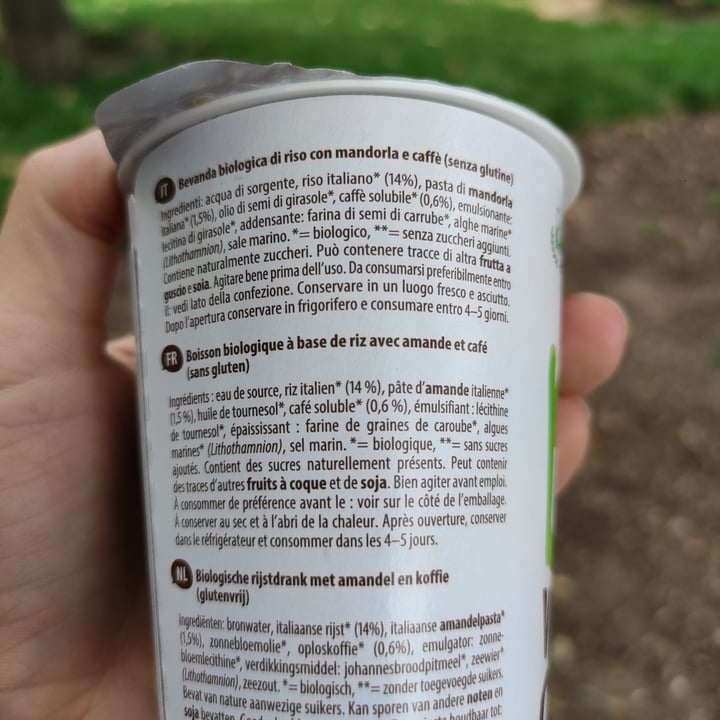 IT Bevanda biologica di riso con mandorla e caffè (senza glutine)
Ingredienti: acqua di sorgente, riso italiano* (14%), pasta di mandorla
italiana* (1,5%), olio di semi di girasole*, caffè solubile* (0,6%), emulsionante:
lecitina di girasole*, addensante: farina di semi di carrube*, alghe marine*
(Lithothamnion), sale marino. *= biologico, **= senza zuccheri aggiunti.
Contiene naturalmente zuccheri. Può contenere tracce di altra frutta a
guscio e soia. Agitare bene prima dell'uso. Da consumarsi preferibilmente entro
il: vedi lato della confezione. Conservare in un luogo fresco e asciutto.
Dopo l'apertura conservare in frigorifero e consumare entro 4–5 giorni.
FR Boisson biologique à base de riz avec amande et café
(sans gluten)
Ingrédients : eau de source, riz italien* (14 %), pâte d'amande italienne*
(1,5 %), huile de tournesol*, café soluble* (0,6 %), émulsifiant : lécithine
de tournesol*, épaississant : farine de graines de caroube*, algues
marines* (Lithothamnion), sel marin. *= biologique, **= sans sucres
ajoutés. Contient des sucres naturellement présents. Peut contenir
des traces d'autres fruits à coque et de soja. Bien agiter avant emploi.
À consommer de préférence avant le : voir sur le côté de l'emballage.
À conserver au sec et à l'abri de la chaleur. Après ouverture, conserver
dans le réfrigérateur et consommer dans les 4–5 jours.
NL Biologische rijstdrank met amandel en koffie
(glutenvrij)
Ingrediënten: bronwater, italiaanse rijst* (14%), italiaanse amandelpasta*
(1,5%), zonnebloemolie*, oploskoffie* (0,6%), emulgator: zonne-
bloemlecithine*, verdikkingsmiddel: johannesbroodpitmeel*, zeewier*
(Lithothamnion), zeezout. *= biologisch, **= zonder toegevoegde suikers.
Bevat van nature aanwezige suikers. Kan sporen van andere noten en
soja bevatten. houdbaar tot: